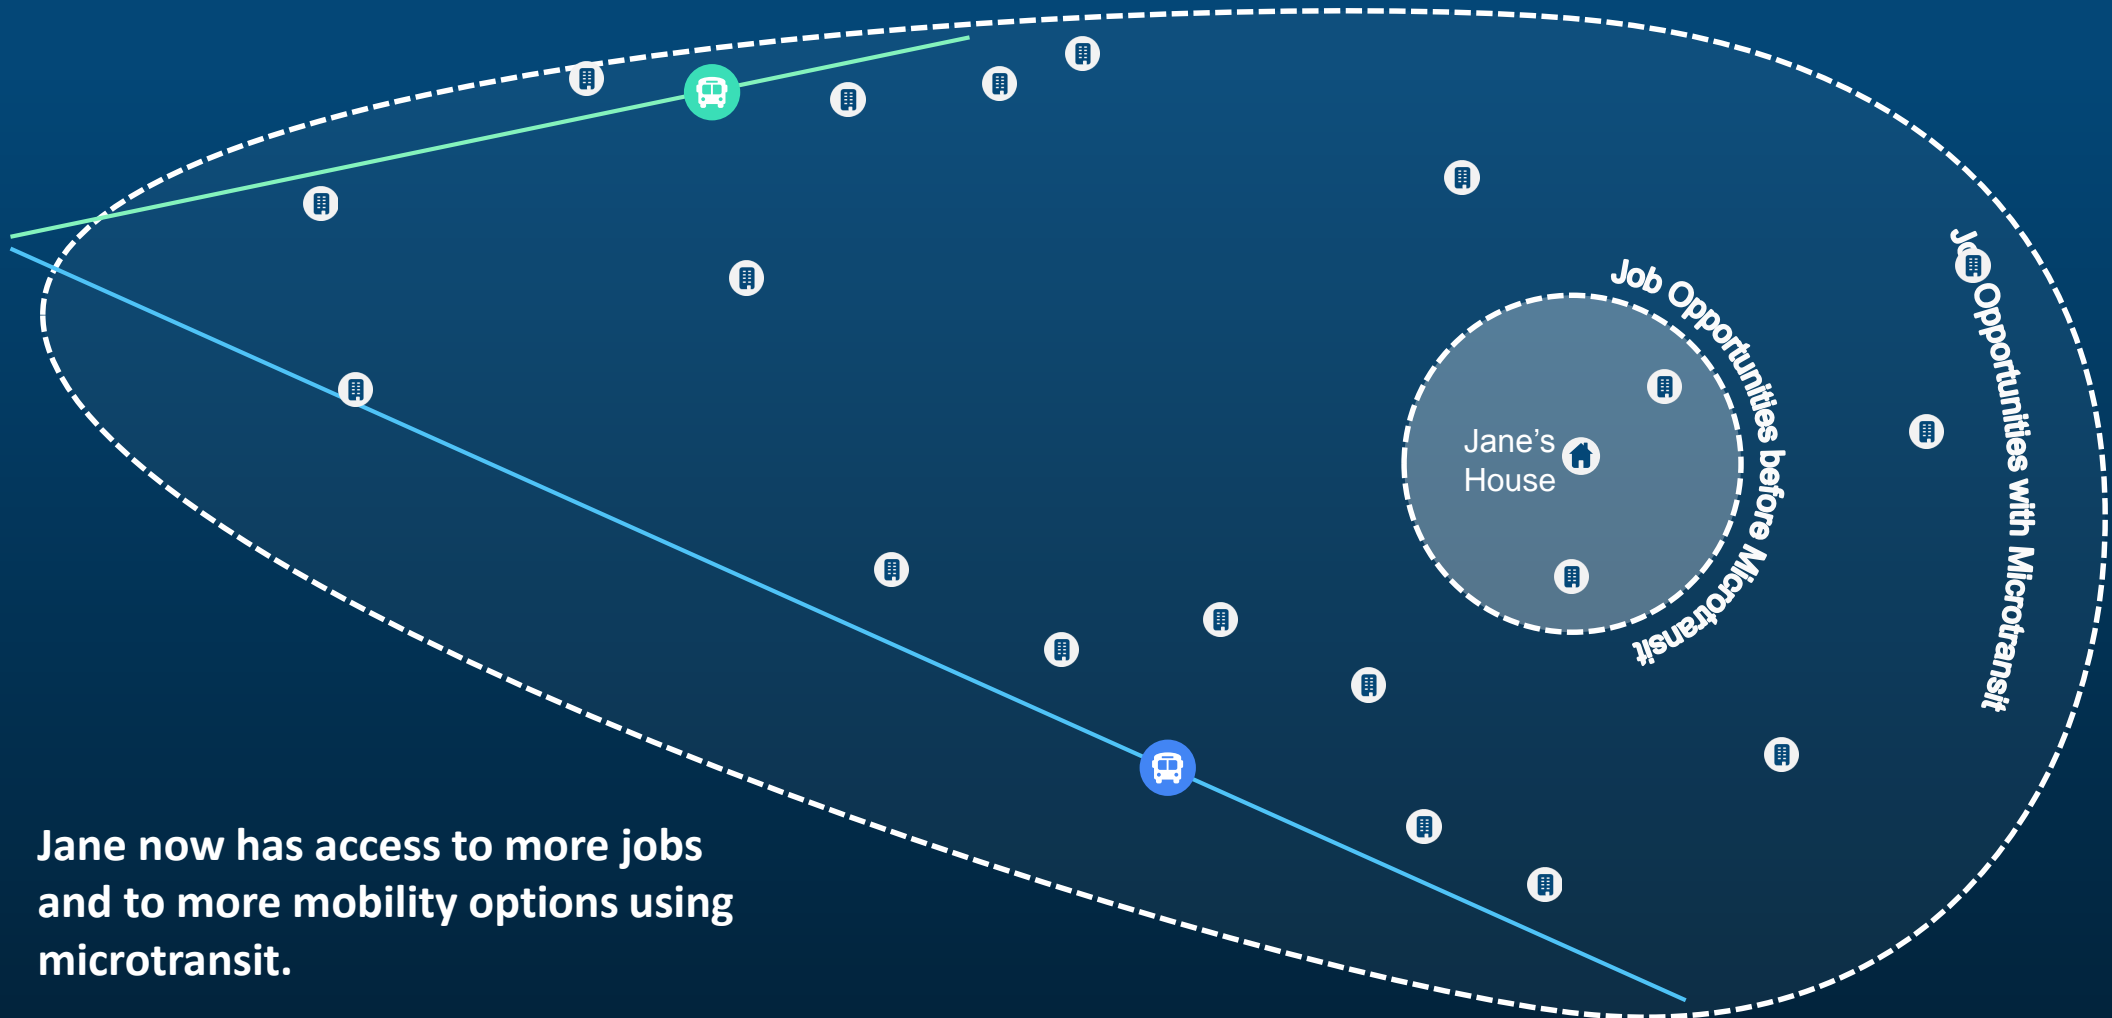 Job Opportunities before Microtransit
Opportunities with Microtransit
Jane's
House
Jane now has access to more jobs
and to more mobility options using
microtransit.